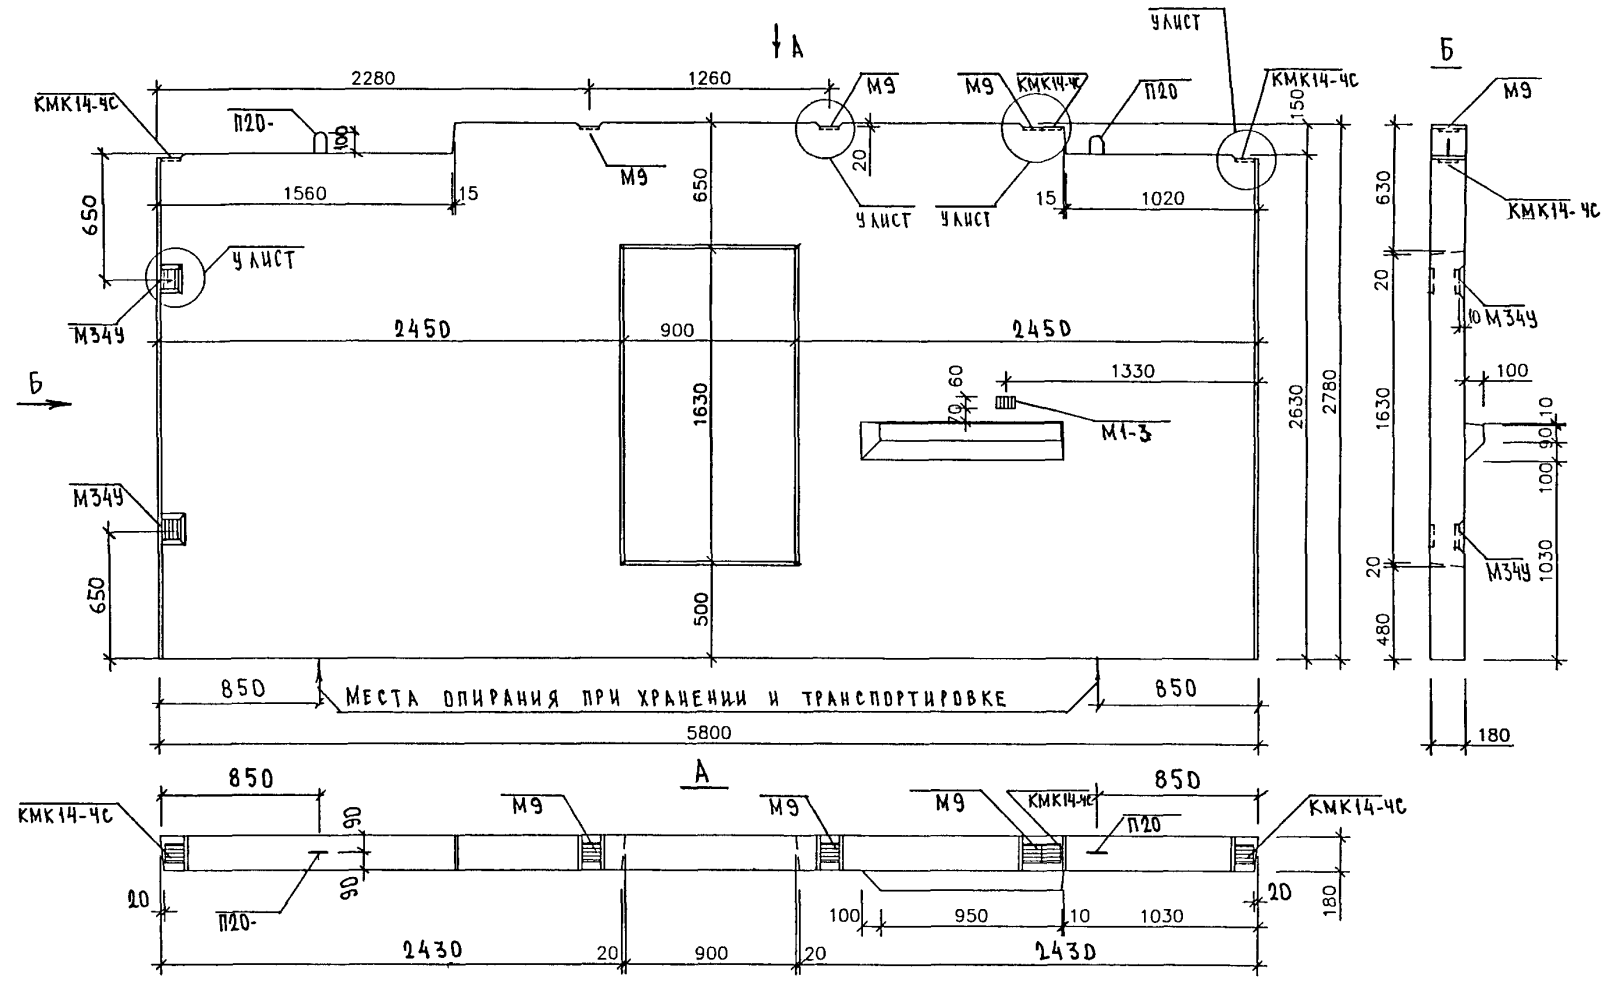 УЛИСТ
А
Б
2280
1260
КМК14-4С
П20-
100
М9
М9
М9
КМК14-4С
П20
КМК14-4С
150
М9
20
650
1560
15
650
М9
УЛИСТ
УЛИСТ
15
1020
630
КМК14-4С
УЛИСТ
М34У
20
10
М34У
2450
900
2450
Б
60
1330
70
М1-3
1630
2630
2780
1630
100
10
90
100
1030
М34У
650
500
20
М34У
480
850
МЕСТА ОПИРАНИЯ ПРИ ХРАНЕНИИ И ТРАНСПОРТИРОВКЕ
850
5800
180
850
А
850
КМК14-4С
90
М9
М9
М9
КМК14-4С
П20
КМК14-4С
90
20
П20-
20
180
100
950
10
1030
2430
20
900
20
2430